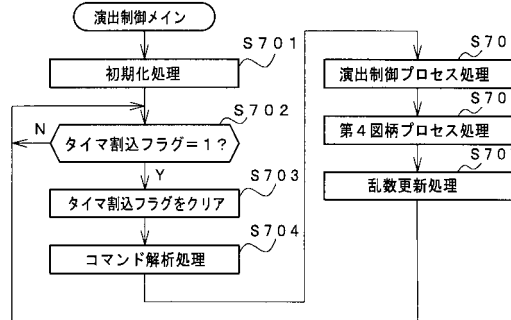 演出制御メイン
S701
初期化処理
S702
N
タイマ割込フラグ=1?
Y
S703
タイマ割込フラグをクリア
S704
コマンド解析処理
S70
演出制御プロセス処理
S70
第4図柄プロセス処理
S70
乱数更新処理